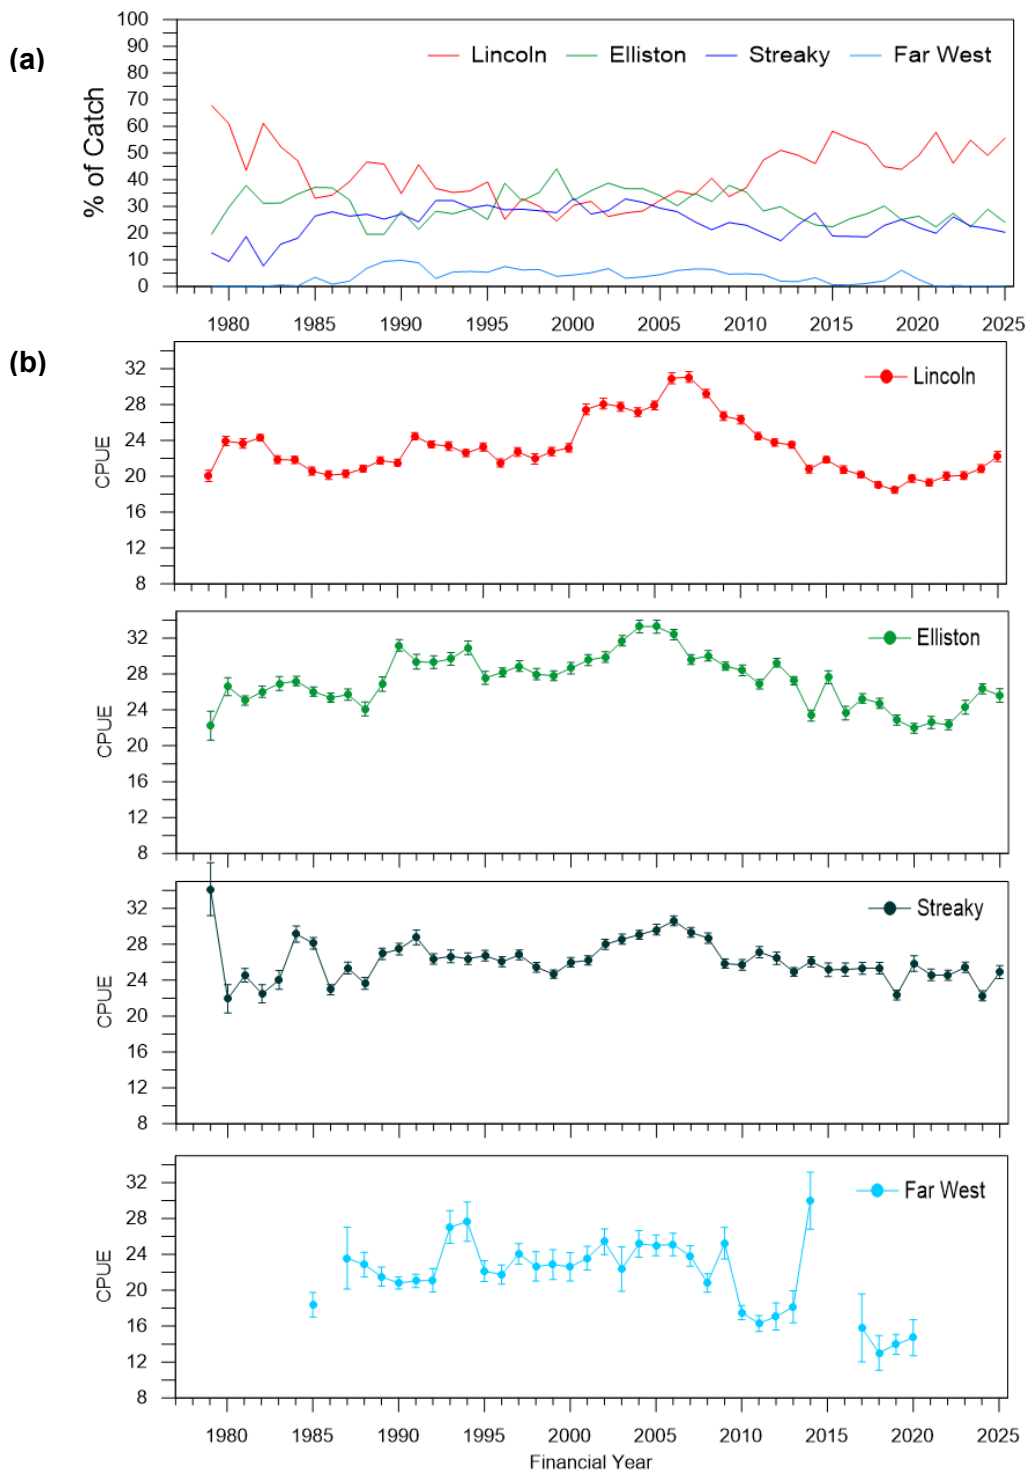 (a)
% of Catch
100
90
80
70
60
50
40
30
20
10
0
Lincoln Elliston Streaky Far West
1980 1985 1990 1995 2000 2005 2010 2015 2020 2025
(b)
CPUE
32
28
24
20
16
12
8
Lincoln
CPUE
32
28
24
20
16
12
8
Elliston
CPUE
32
28
24
20
16
12
8
Streaky
CPUE
32
28
24
20
16
12
8
Far West
1980 1985 1990 1995 2000 2005 2010 2015 2020 2025
Financial Year